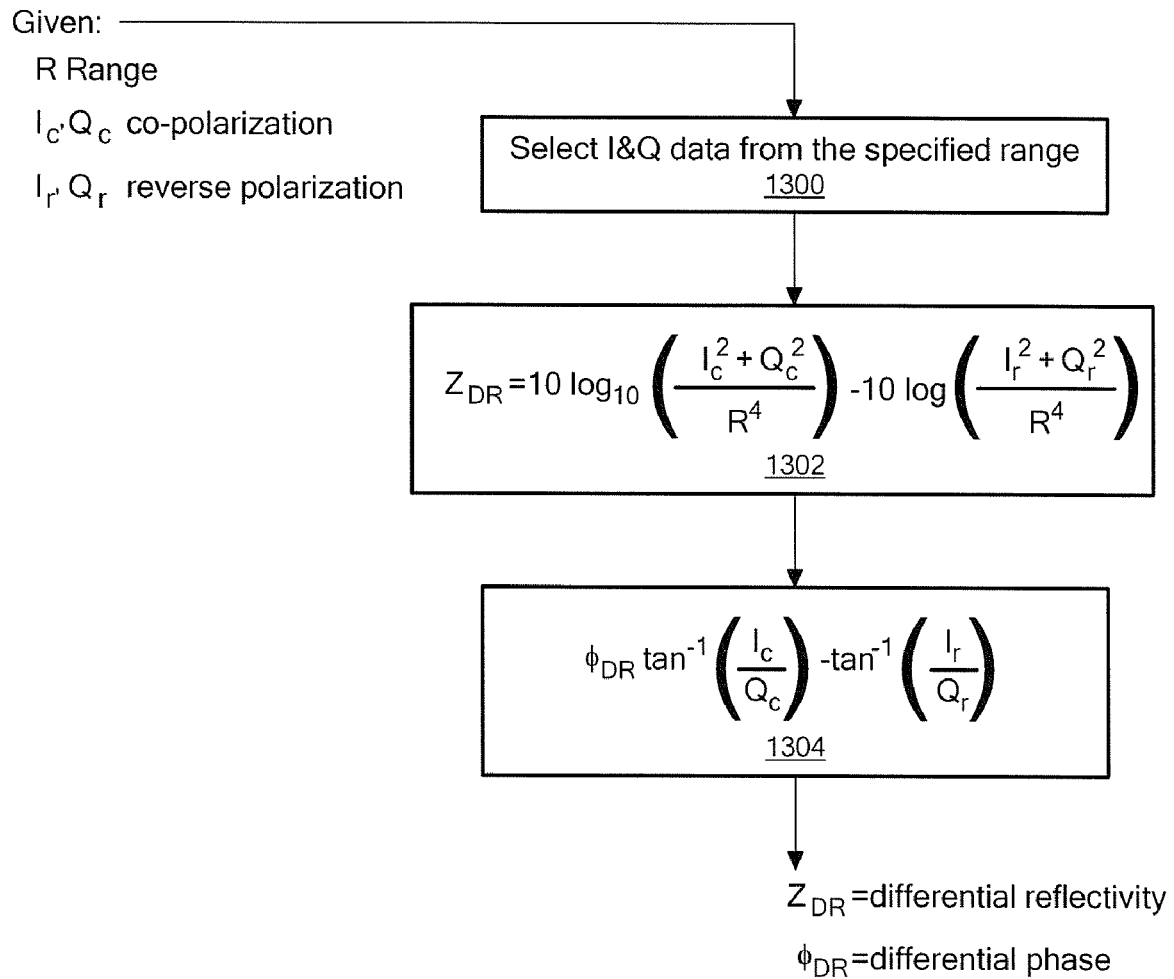 Given:
R Range
I_c, Q_c co-polarization
I_r, Q_r reverse polarization
Select I&Q data from the specified range
1300
Z_DR =10 log_10 ( (I_c^2 + Q_c^2) / R^4 ) -10 log ( (I_r^2 + Q_r^2) / R^4 )
1302
ϕ_DR tan^-1 ( I_c / Q_c ) -tan^-1 ( I_r / Q_r )
1304
Z_DR =differential reflectivity
ϕ_DR =differential phase